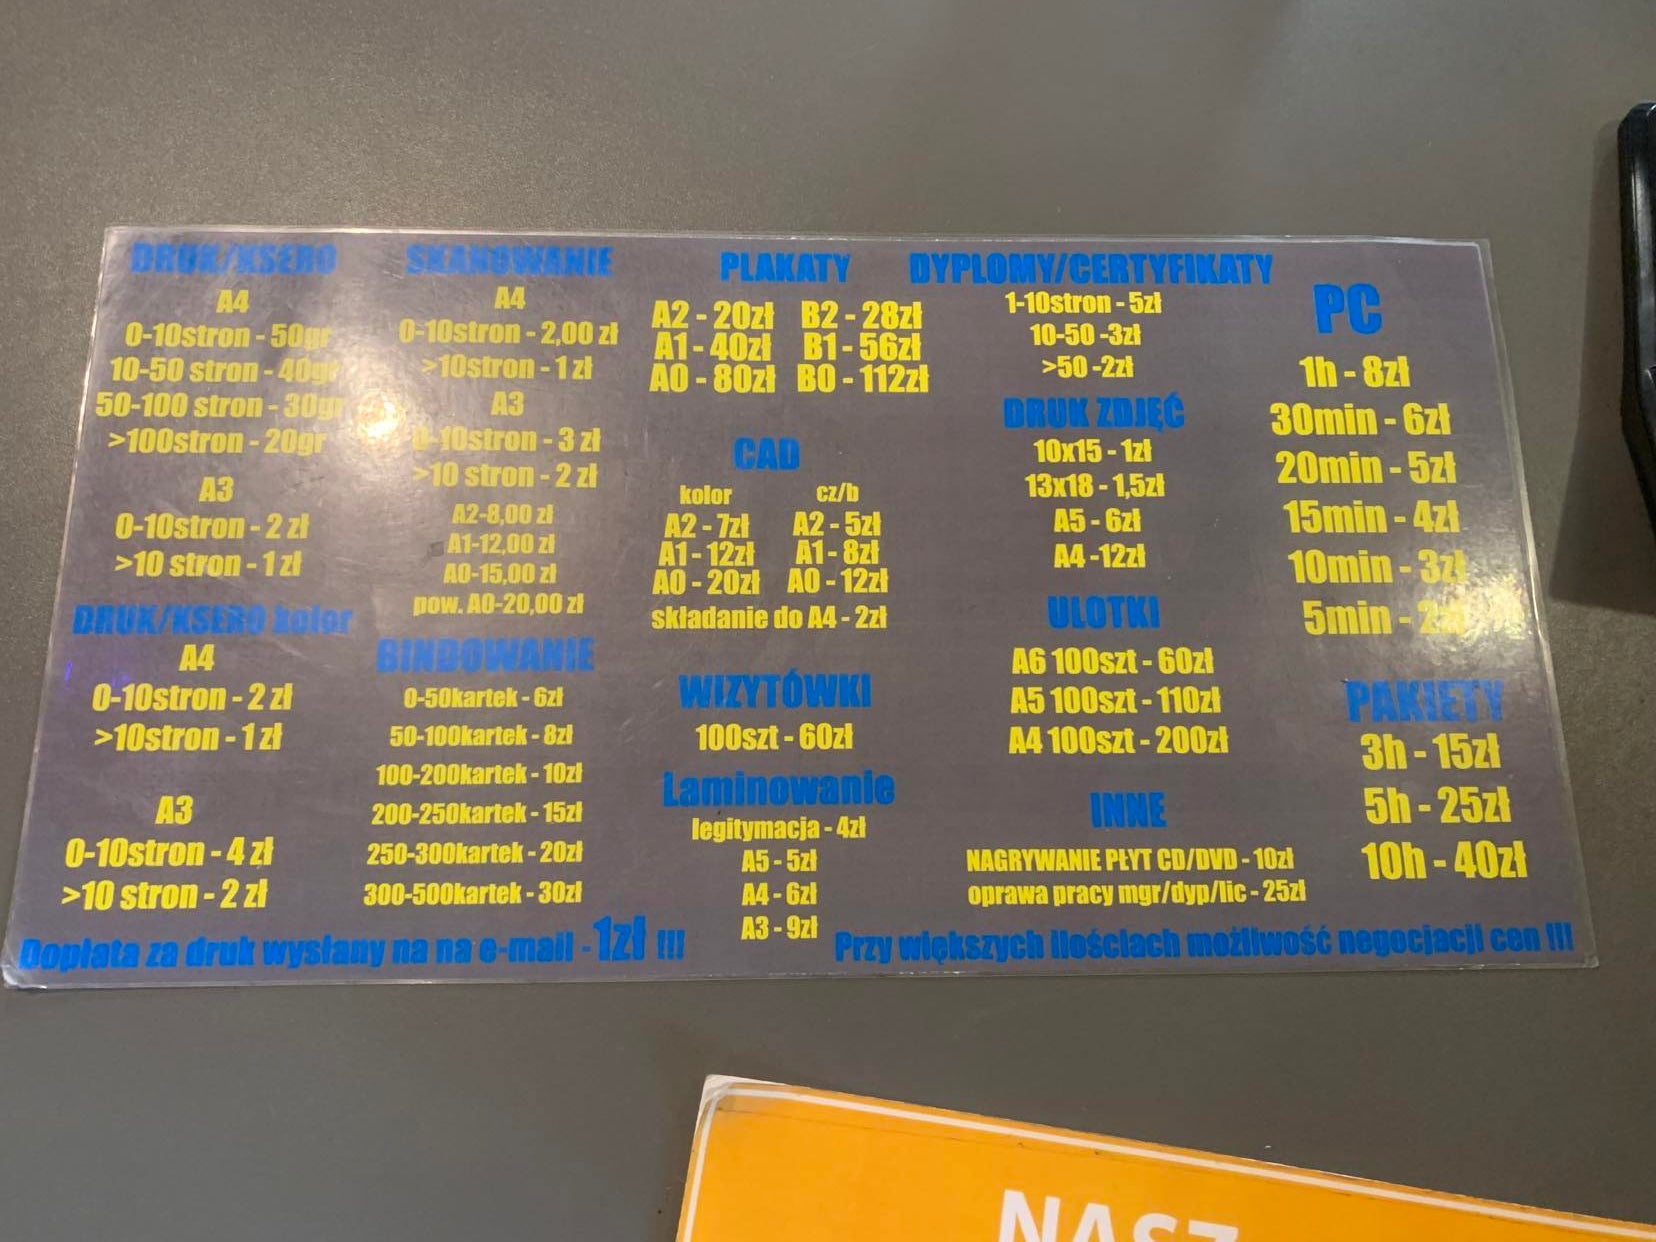 DRUK/KSERO
A4
0-10stron - 50gr
10-50 stron - 40gr
50-100 stron - 30gr
>100stron - 20gr
A3
0-10stron - 2 zł
>10 stron - 1 zł
DRUK/KSERO kolor
A4
0-10stron - 2 zł
>10stron - 1 zł
A3
0-10stron - 4 zł
>10 stron - 2 zł
SKANOWANIE
A4
0-10stron - 2,00 zł
>10stron - 1 zł
A3
0-10stron - 3 zł
>10 stron - 2 zł
A2-8,00 zł
A1-12,00 zł
A0-15,00 zł
pow. A0-20,00 zł
BINDOWANIE
0-50kartek - 6zł
50-100kartek - 8zł
100-200kartek - 10zł
200-250kartek - 15zł
250-300kartek - 20zł
300-500kartek - 30zł
PLAKATY
A2 - 20zł B2 - 28zł
A1 - 40zł B1 - 56zł
A0 - 80zł B0 - 112zł
CAD
kolor cz/b
A2 - 7zł A2 - 5zł
A1 - 12zł A1 - 8zł
A0 - 20zł A0 - 12zł
składanie do A4 - 2zł
WIZYTÓWKI
100szt - 60zł
Laminowanie
legitymacja - 4zł
A5 - 5zł
A4 - 6zł
A3 - 9zł
DYPLOMY/CERTYFIKATY
1-10stron - 5zł
10-50 -3zł
>50 -2zł
DRUK ZDJĘĆ
10x15 - 1zł
13x18 - 1,5zł
A5 - 6zł
A4 -12zł
ULOTKI
A6 100szt - 60zł
A5 100szt - 110zł
A4 100szt - 200zł
INNE
NAGRYWANIE PŁYT CD/DVD - 10zł
oprawa pracy mgr/dyp/lic - 25zł
PC
1h - 8zł
30min - 6zł
20min - 5zł
15min - 4zł
10min - 3zł
5min - 2zł
PAKIETY
3h - 15zł
5h - 25zł
10h - 40zł
Dopłata za druk wysłany na na e-mail - 1zł !!!
Przy większych ilościach możliwość negocjacji cen !!!
NASZ